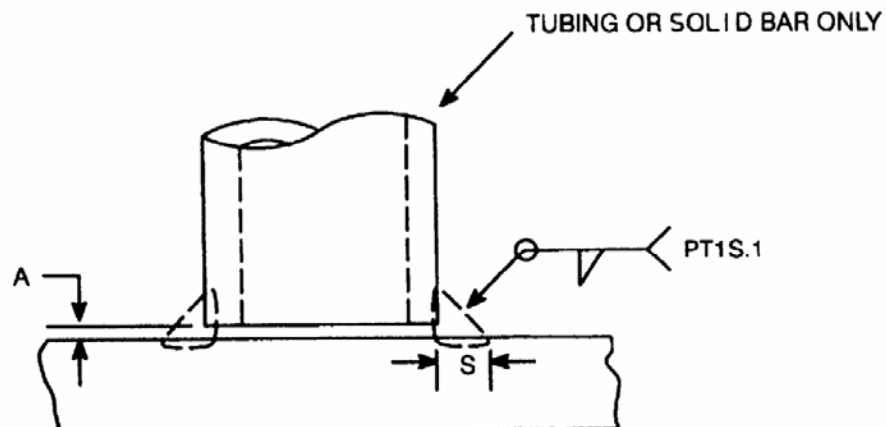 TUBING OR SOLID BAR ONLY
PT1S.1
A
S